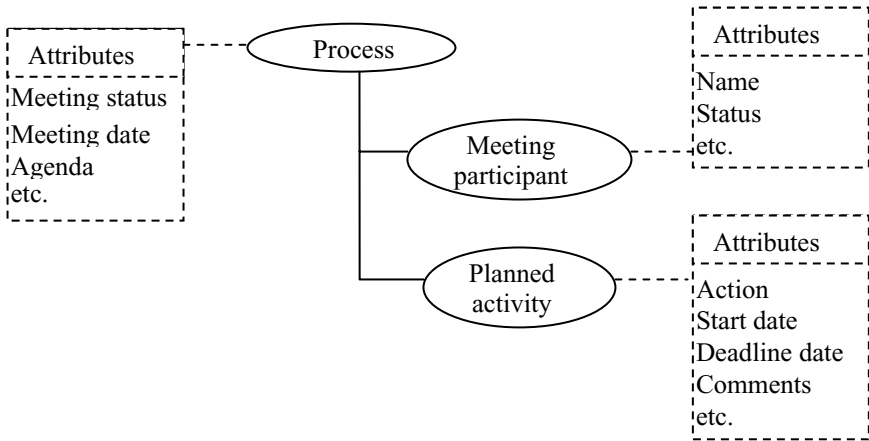 Attributes
Meeting status
Meeting date
Agenda
etc.
Process
Meeting
participant
Attributes
Name
Status
etc.
Planned
activity
Attributes
Action
Start date
Deadline date
Comments
etc.